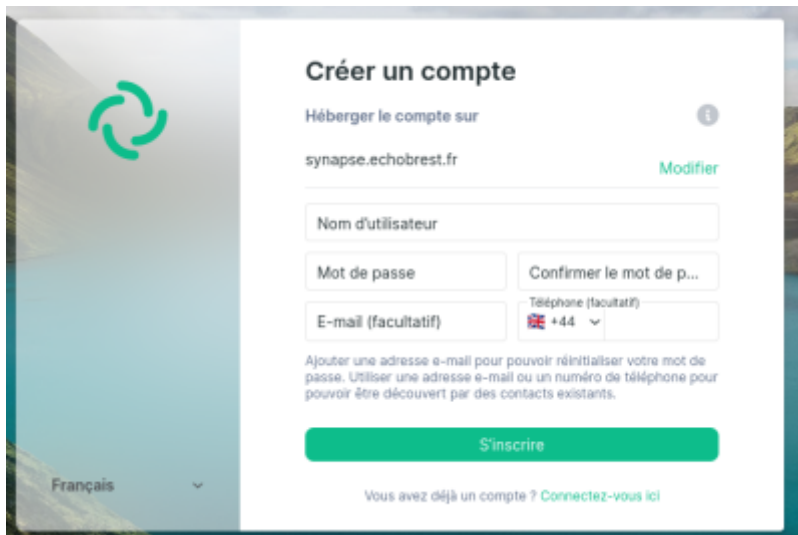 Créer un compte
Héberger le compte sur
synapse.echobrest.fr
Modifier
Nom d'utilisateur
Mot de passe
Confirmer le mot de p...
E-mail (facultatif)
Téléphone (facultatif)
+44
Ajouter une adresse e-mail pour pouvoir réinitialiser votre mot de
passe. Utiliser une adresse e-mail ou un numéro de téléphone pour
pouvoir être découvert par des contacts existants.
S'inscrire
Français
Vous avez déjà un compte ? Connectez-vous ici